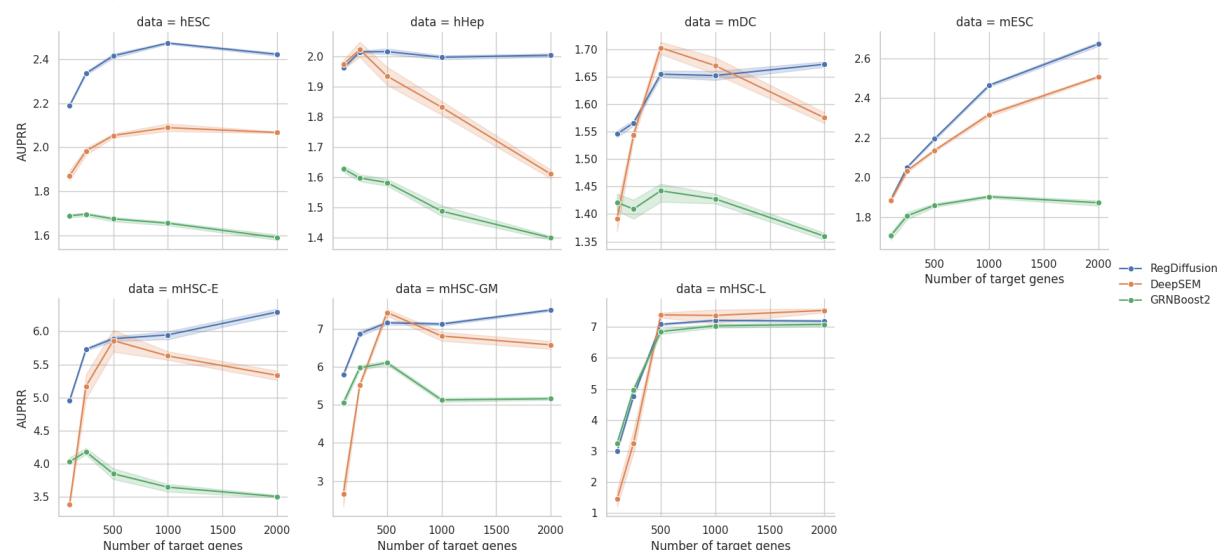 data = hESC
data = hHep
data = mDC
data = mESC
AUPRR
2.4
2.2
2.0
1.8
1.6
2.0
1.9
1.8
1.7
1.6
1.5
1.4
1.70
1.65
1.60
1.55
1.50
1.45
1.40
1.35
2.6
2.4
2.2
2.0
1.8
500 1000 1500 2000
Number of target genes
RegDiffusion
DeepSEM
GRNBoost2
data = mHSC-E
data = mHSC-GM
data = mHSC-L
AUPRR
6.0
5.5
5.0
4.5
4.0
3.5
7
6
5
4
3
7
6
5
4
3
2
1
500 1000 1500 2000
500 1000 1500 2000
500 1000 1500 2000
Number of target genes
Number of target genes
Number of target genes